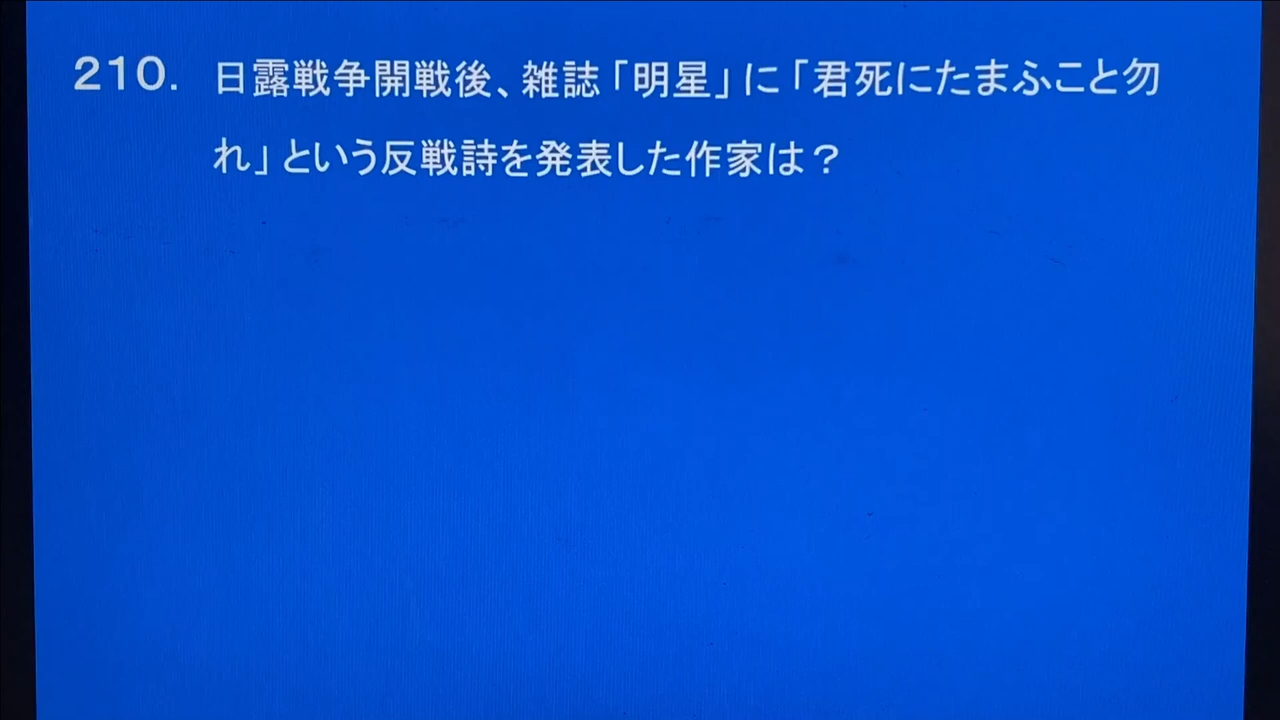 210. 日露戦争開戦後、雑誌「明星」に「君死にたまふこと勿
れ」という反戦詩を発表した作家は？